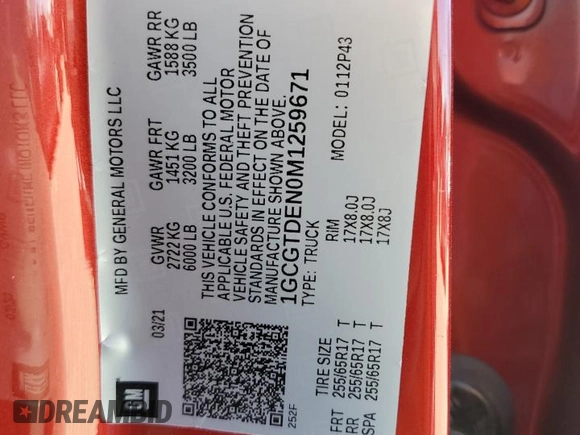 MFD BY GENERAL MOTORS LLC
03/21
GVWR GAWR FRT GAWR RR
2722 KG 1451 KG 1588 KG
6000 LB 3200 LB 3500 LB
THIS VEHICLE CONFORMS TO ALL
APPLICABLE U.S. FEDERAL MOTOR
VEHICLE SAFETY AND THEFT PREVENTION
STANDARDS IN EFFECT ON THE DATE OF
MANUFACTURE SHOWN ABOVE.
1GCGTDEN0M1259671
TYPE: TRUCK MODEL: 0112P43
GM
252F
TIRE SIZE RIM
FRT 255/65R17 T 17X8.0J
RR 255/65R17 T 17X8.0J
SPA 255/65R17 T 17X8J
DREAMBID